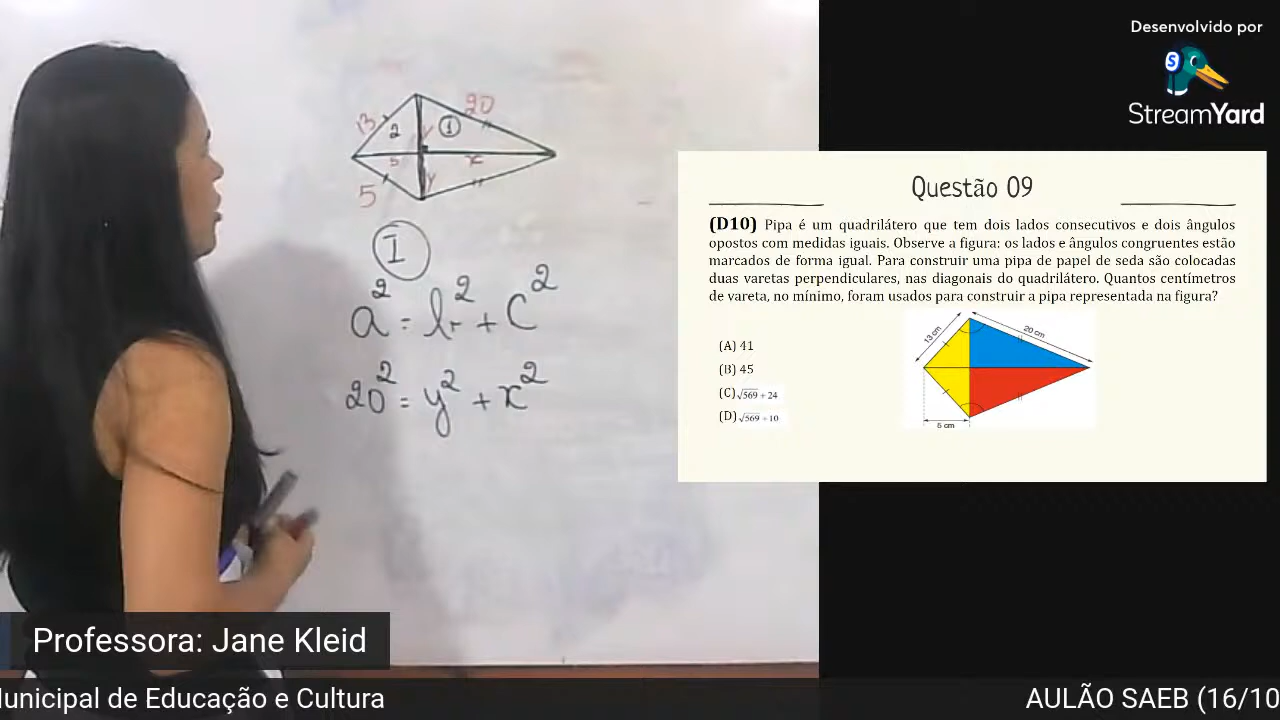 Desenvolvido por
S
StreamYard
13
20
2
1
y
5
x
5
y
I
a² = b² + c²
20² = y² + x²
Questão 09
(D10) Pipa é um quadrilátero que tem dois lados consecutivos e dois ângulos
opostos com medidas iguais. Observe a figura: os lados e ângulos congruentes estão
marcados de forma igual. Para construir uma pipa de papel de seda são colocadas
duas varetas perpendiculares, nas diagonais do quadrilátero. Quantos centímetros
de vareta, no mínimo, foram usados para construir a pipa representada na figura?
(A) 41
(B) 45
(C) √569 + 24
(D) √569 + 10
13 cm
20 cm
5 cm
Professora: Jane Kleid
unicipal de Educação e Cultura
AULÃO SAEB (16/10